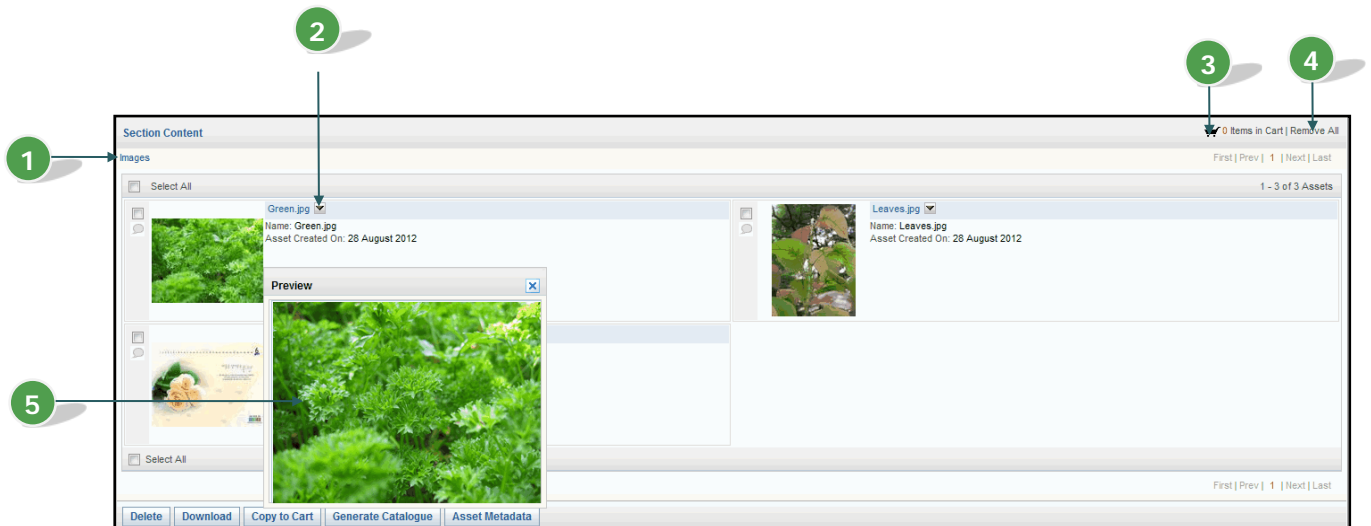 2
3
4
Section Content
0 Items in Cart | Remove All
1
Images
First | Prev | 1 | Next | Last
Select All
1 - 3 of 3 Assets
Green.jpg
Name: Green.jpg
Asset Created On: 28 August 2012
Leaves.jpg
Name: Leaves.jpg
Asset Created On: 28 August 2012
Preview
5
Select All
First | Prev | 1 | Next | Last
Delete
Download
Copy to Cart
Generate Catalogue
Asset Metadata